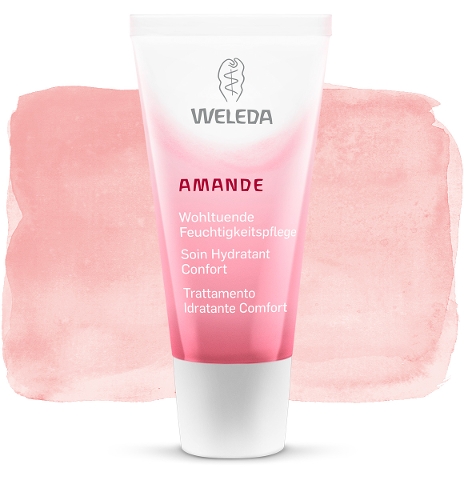 WELEDA
AMANDE
Wohltuende
Feuchtigkeitspflege
Soin Hydratant
Confort
Trattamento
Idratante Comfort